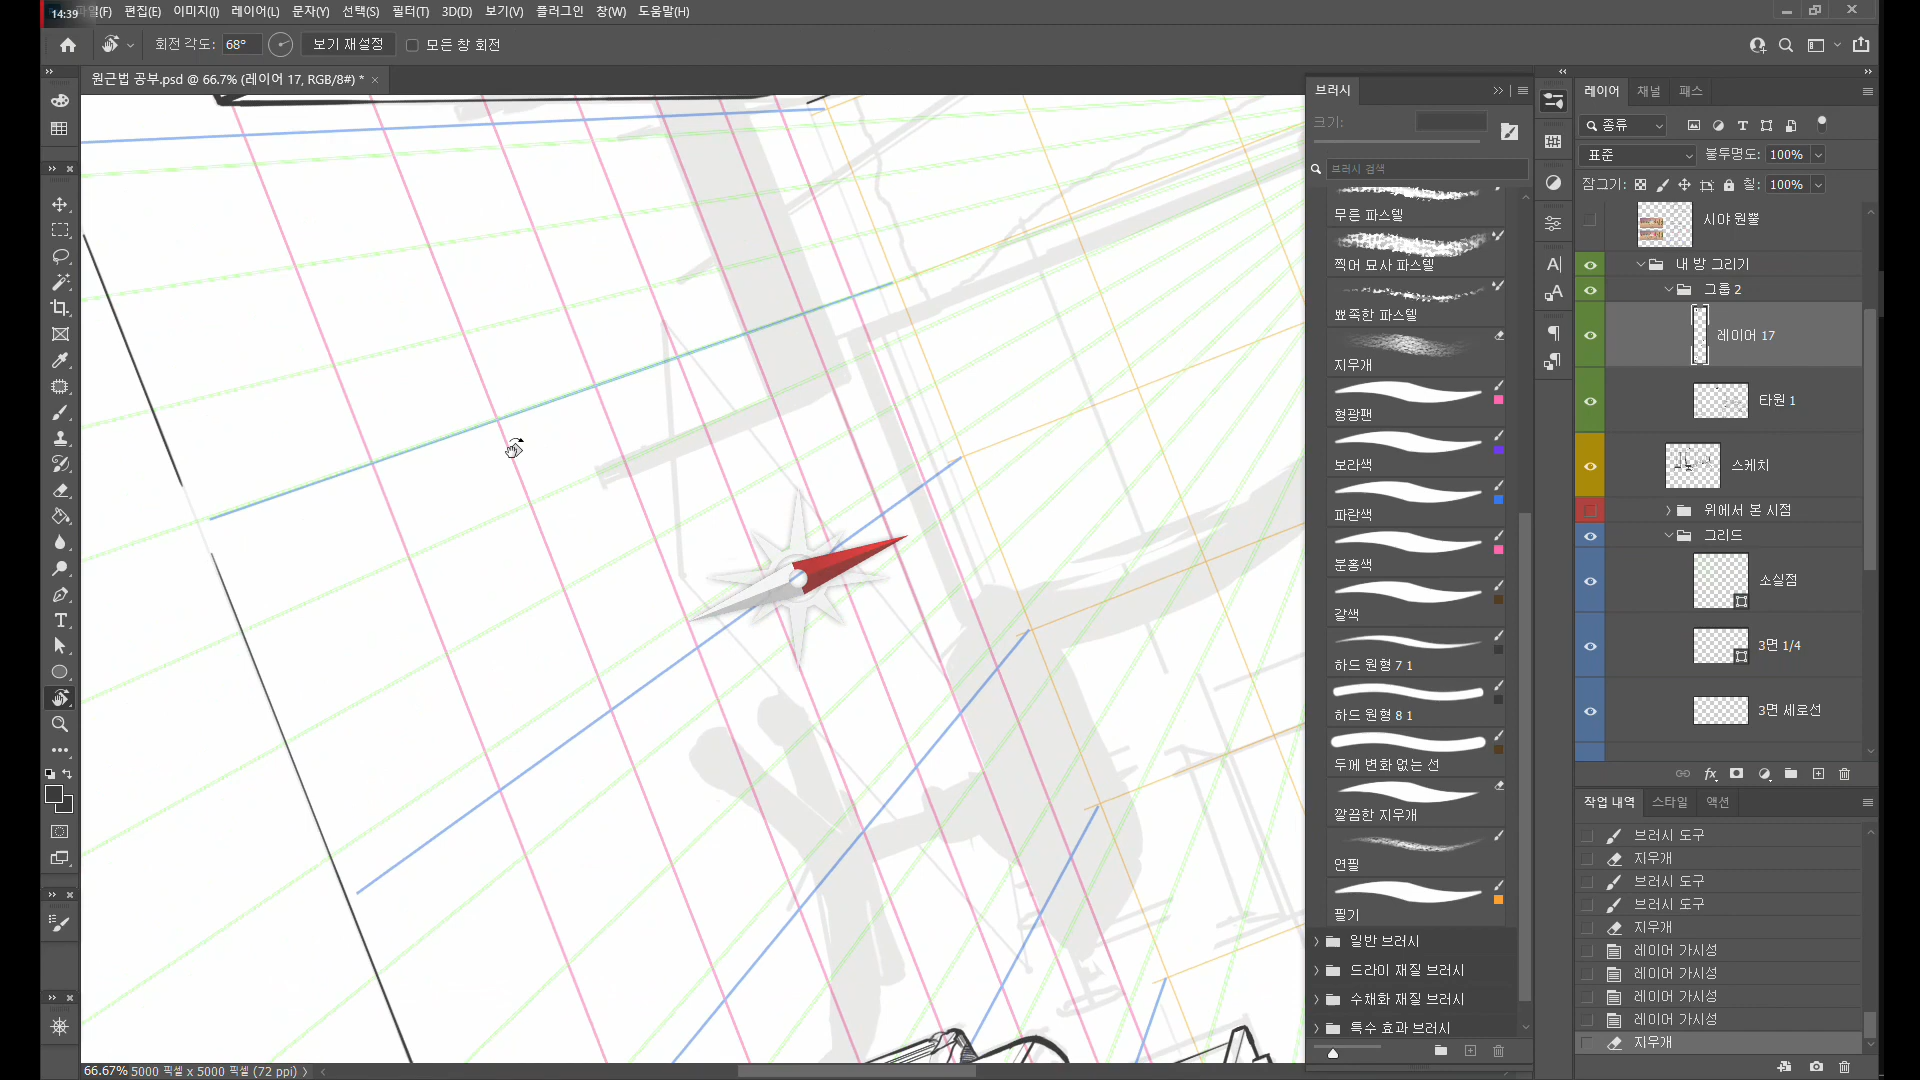 14:39
파일(F) 편집(E) 이미지(I) 레이어(L) 문자(Y) 선택(S) 필터(T) 3D(D) 보기(V) 플러그인 창(W) 도움말(H)
회전 각도: 68° 보기 재설정 모든 창 회전
원근법 공부.psd @ 66.7% (레이어 17, RGB/8#) *
브러시
크기:
브러시 검색
무른 파스텔
찍어 묘사 파스텔
뾰족한 파스텔
지우개
형광팬
보라색
파란색
분홍색
갈색
하드 원형 7 1
하드 원형 8 1
두께 변화 없는 선
깔끔한 지우개
연필
필기
일반 브러시
드라이 재질 브러시
수채화 재질 브러시
특수 효과 브러시
레이어 채널 패스
종류
표준 불투명도: 100%
잠그기: 칠: 100%
시야 원뿔
내 방 그리기
그룹 2
레이어 17
타원 1
스케치
위에서 본 시점
그리드
소실점
3면 1/4
3면 세로선
fx
작업 내역 스타일 액션
브러시 도구
지우개
브러시 도구
브러시 도구
지우개
레이어 가시성
레이어 가시성
레이어 가시성
레이어 가시성
지우개
66.67% 5000 픽셀 x 5000 픽셀 (72 ppi)